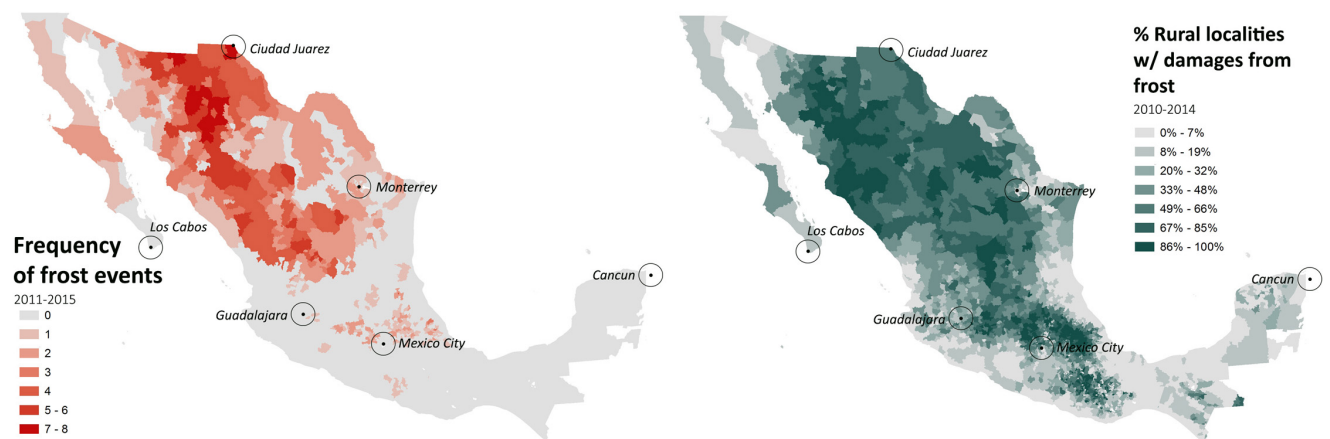 Ciudad Juarez
Monterrey
Los Cabos
Frequency
of frost events
2011-2015
0
1
2
3
4
5 - 6
7 - 8
Cancun
Guadalajara
Mexico City
Ciudad Juarez
% Rural localities
w/ damages from
frost
2010-2014
0% - 7%
8% - 19%
20% - 32%
33% - 48%
49% - 66%
67% - 85%
86% - 100%
Monterrey
Los Cabos
Cancun
Guadalajara
Mexico City